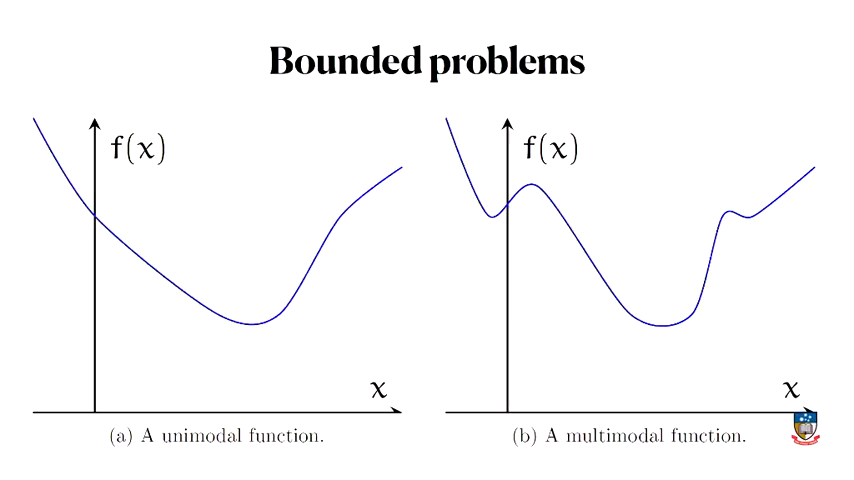 Bounded problems
f(x)
f(x)
x
x
(a) A unimodal function.
(b) A multimodal function.